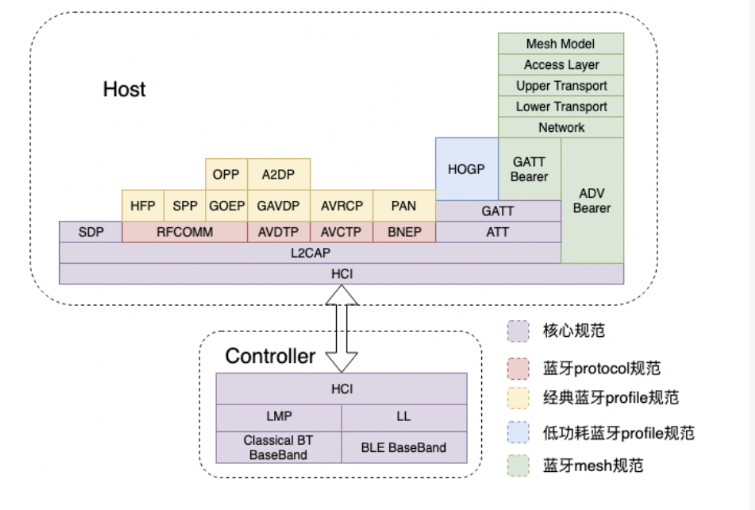 Mesh Model
Access Layer
Upper Transport
Lower Transport
Network
Host
HOGP
GATT
Bearer
ADV
Bearer
OPP
A2DP
HFP
SPP
GOEP
GAVDP
AVRCP
PAN
GATT
SDP
RFCOMM
AVDTP
AVCTP
BNEP
ATT
L2CAP
HCI
Controller
HCI
LMP
LL
Classical BT
BaseBand
BLE BaseBand
核心规范
蓝牙protocol规范
经典蓝牙profile规范
低功耗蓝牙profile规范
蓝牙mesh规范